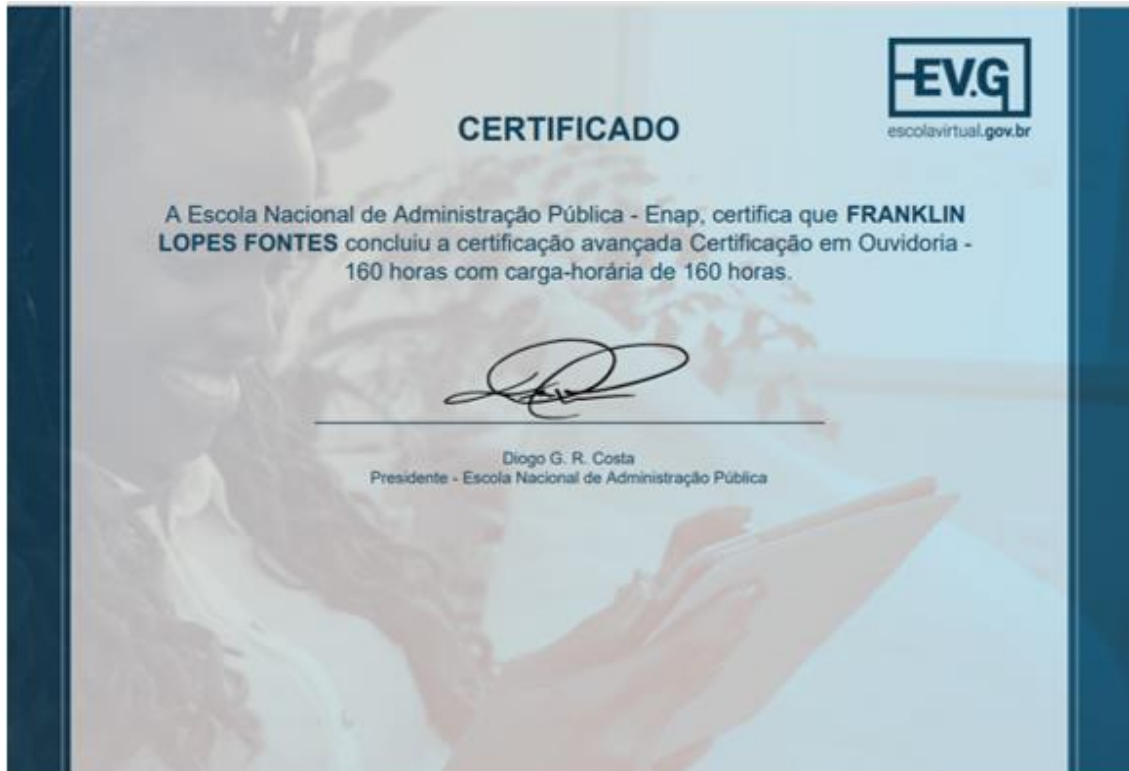 EV.G
escolavirtual.gov.br
CERTIFICADO
A Escola Nacional de Administração Pública - Enap, certifica que FRANKLIN
LOPES FONTES concluiu a certificação avançada Certificação em Ouvidoria -
160 horas com carga-horária de 160 horas.
Diogo G. R. Costa
Presidente - Escola Nacional de Administração Pública